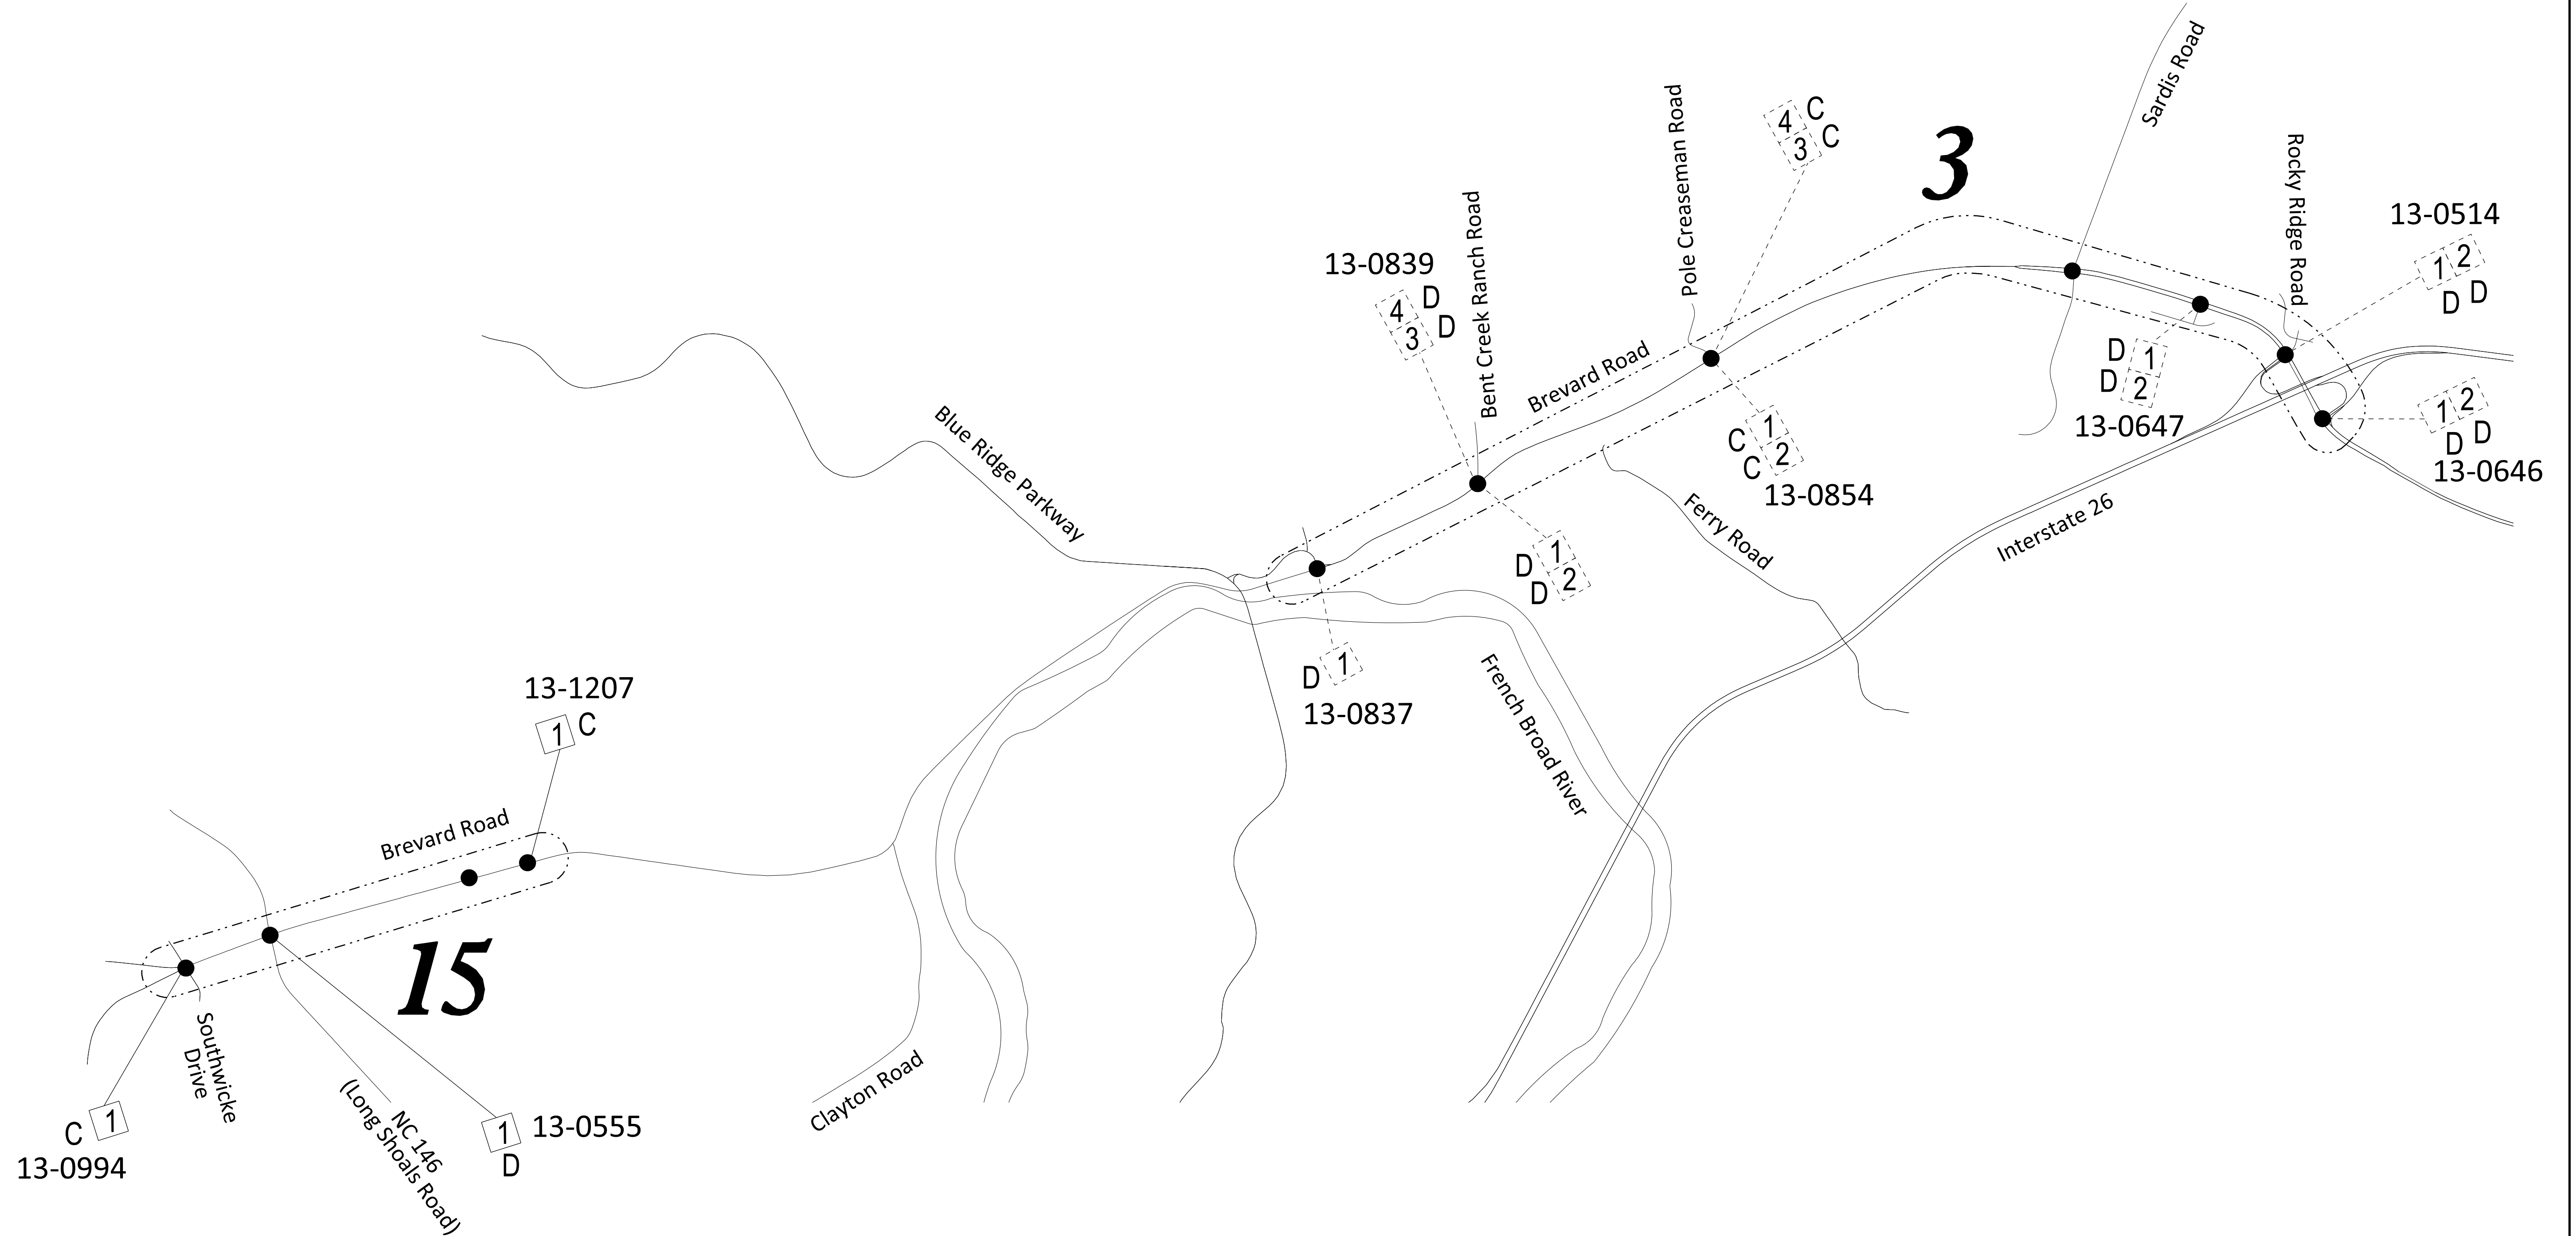 Sardis Road
Pole Creaseman Road
4 C
3 C
3
Rocky Ridge Road
13-0514
1 2
D D
Bent Creek Ranch Road
13-0839
4 D
3 D
Brevard Road
D 1
D 2
13-0647
1 2
D D
13-0646
C 1
C 2
13-0854
Blue Ridge Parkway
Ferry Road
Interstate 26
D 1
D 2
D 1
13-0837
French Broad River
13-1207
1 C
Brevard Road
15
Southwicke
Drive
C 1
13-0994
NC 146
(Long Shoals Road)
1 13-0555
D
Clayton Road